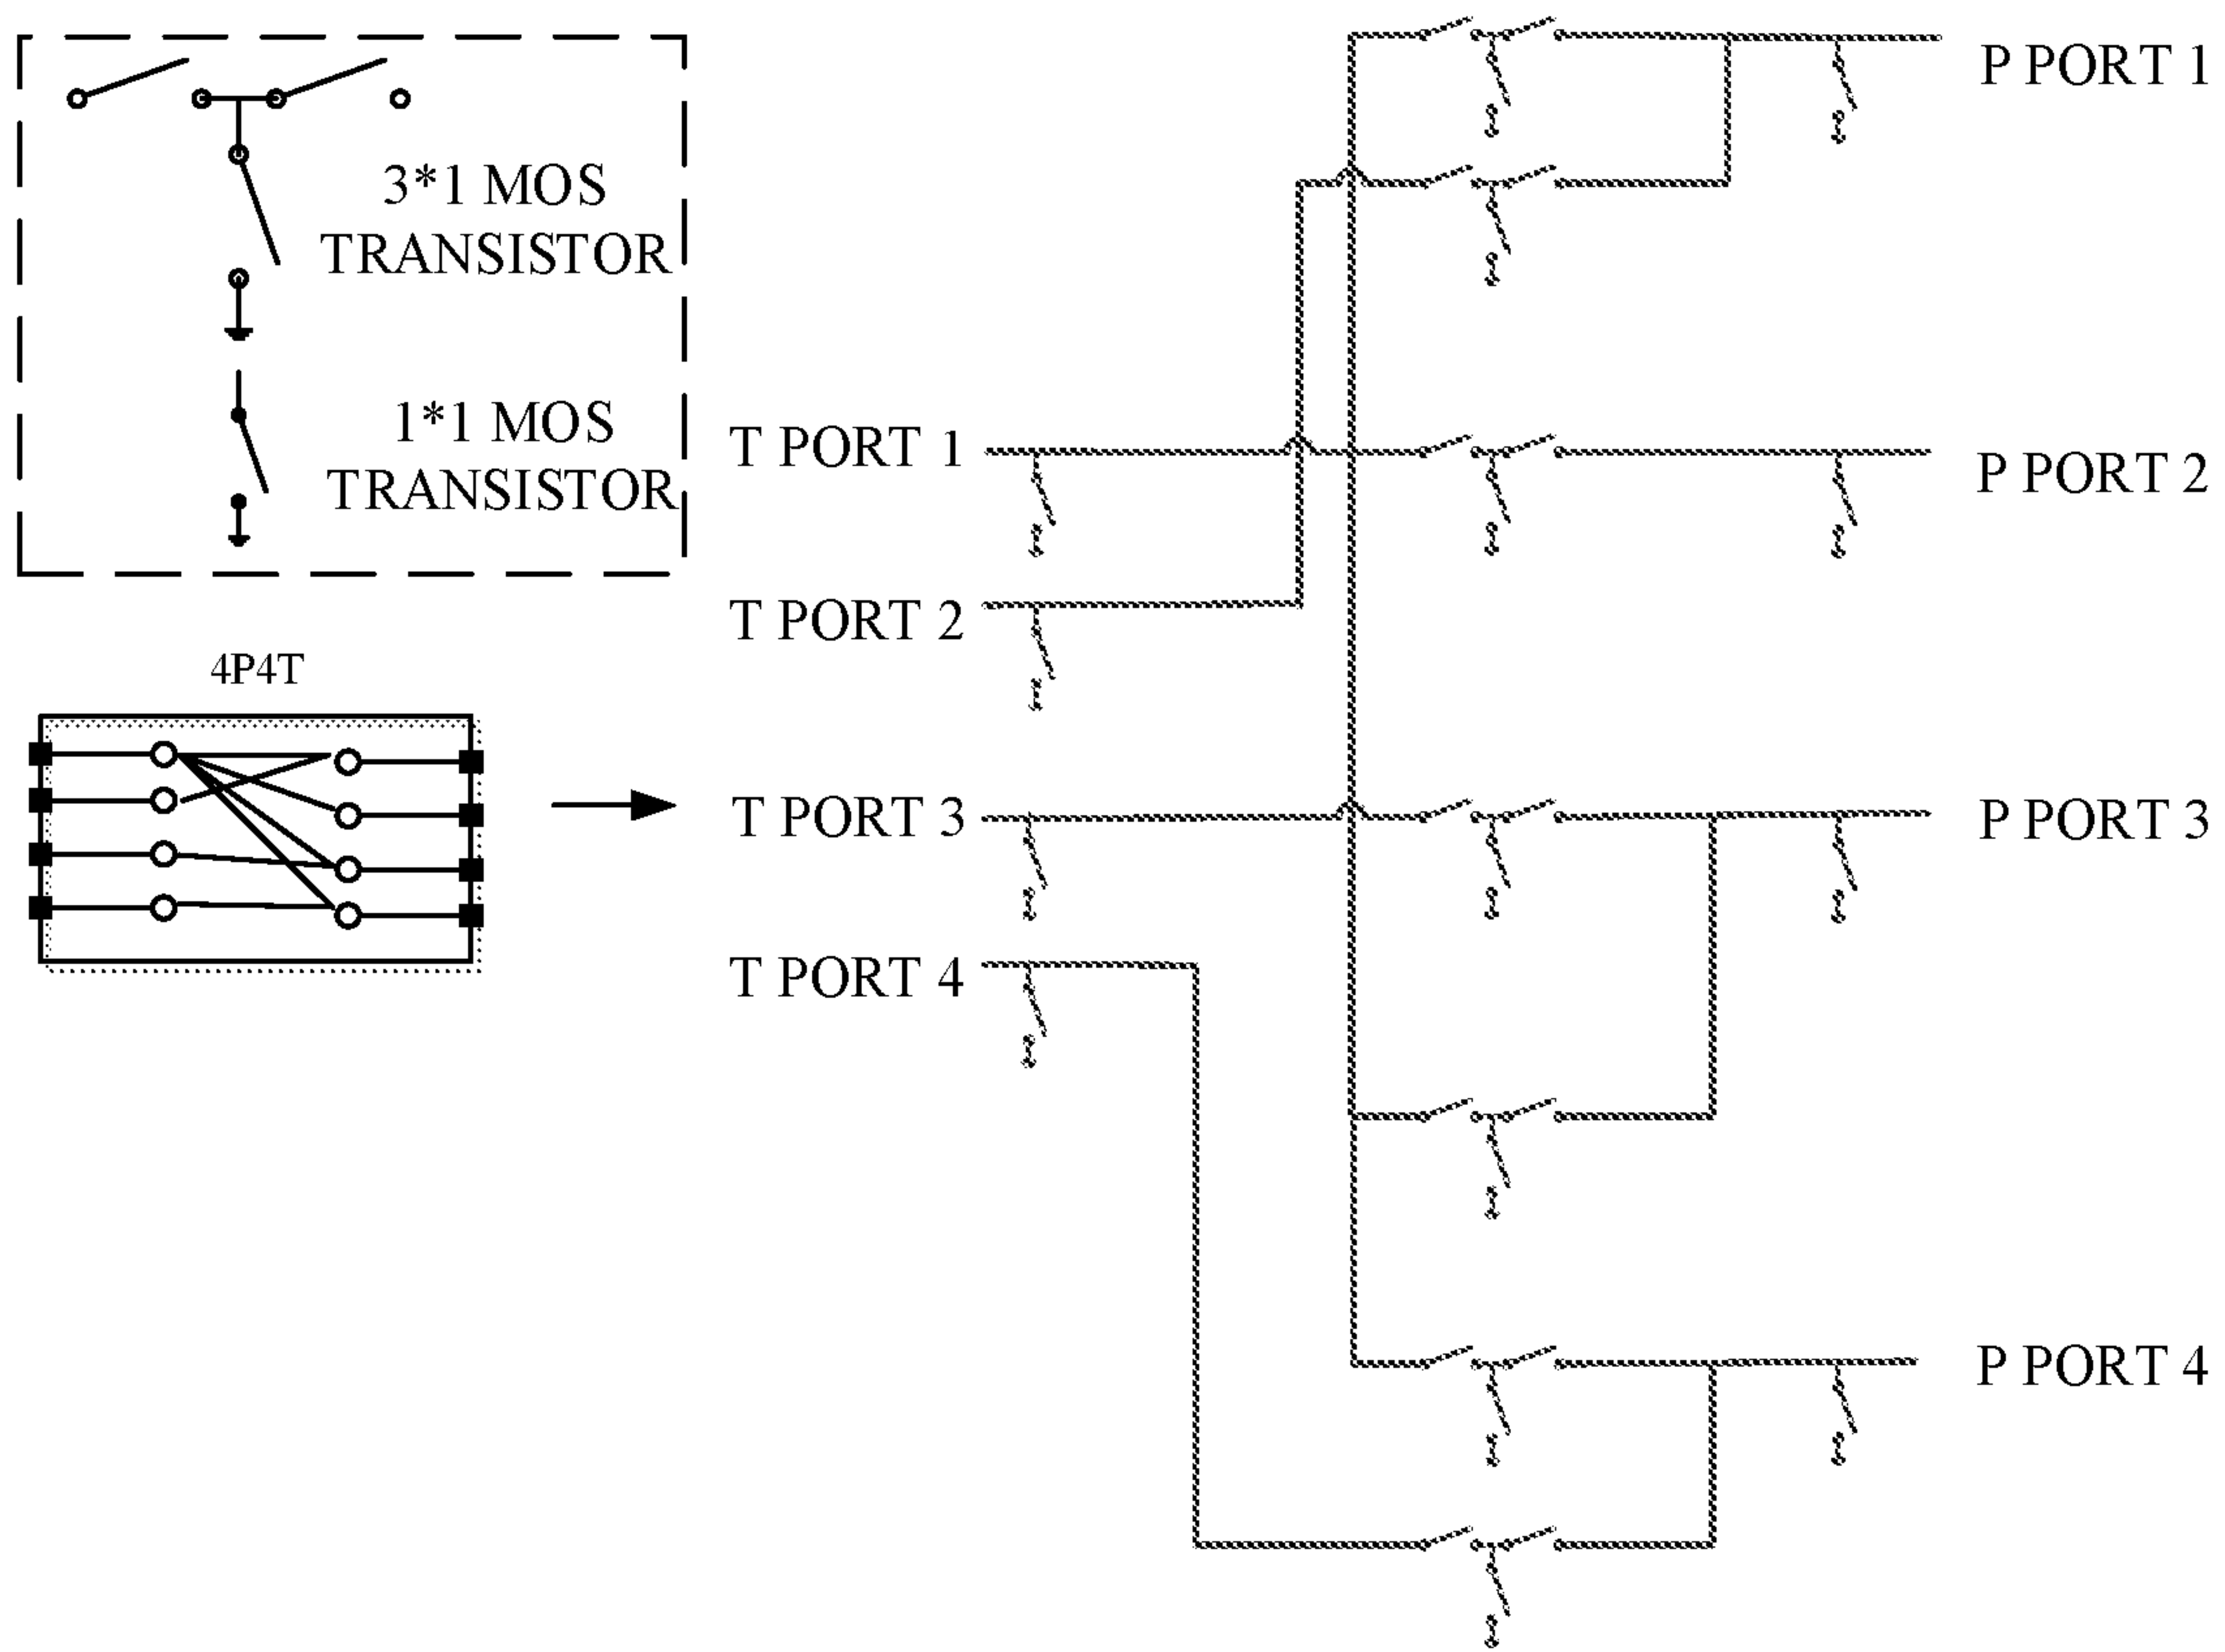 P PORT 1
3*1 MOS
TRANSISTOR
1*1 MOS
TRANSISTOR
T PORT 1
P PORT 2
T PORT 2
4P4T
T PORT 3
P PORT 3
T PORT 4
P PORT 4